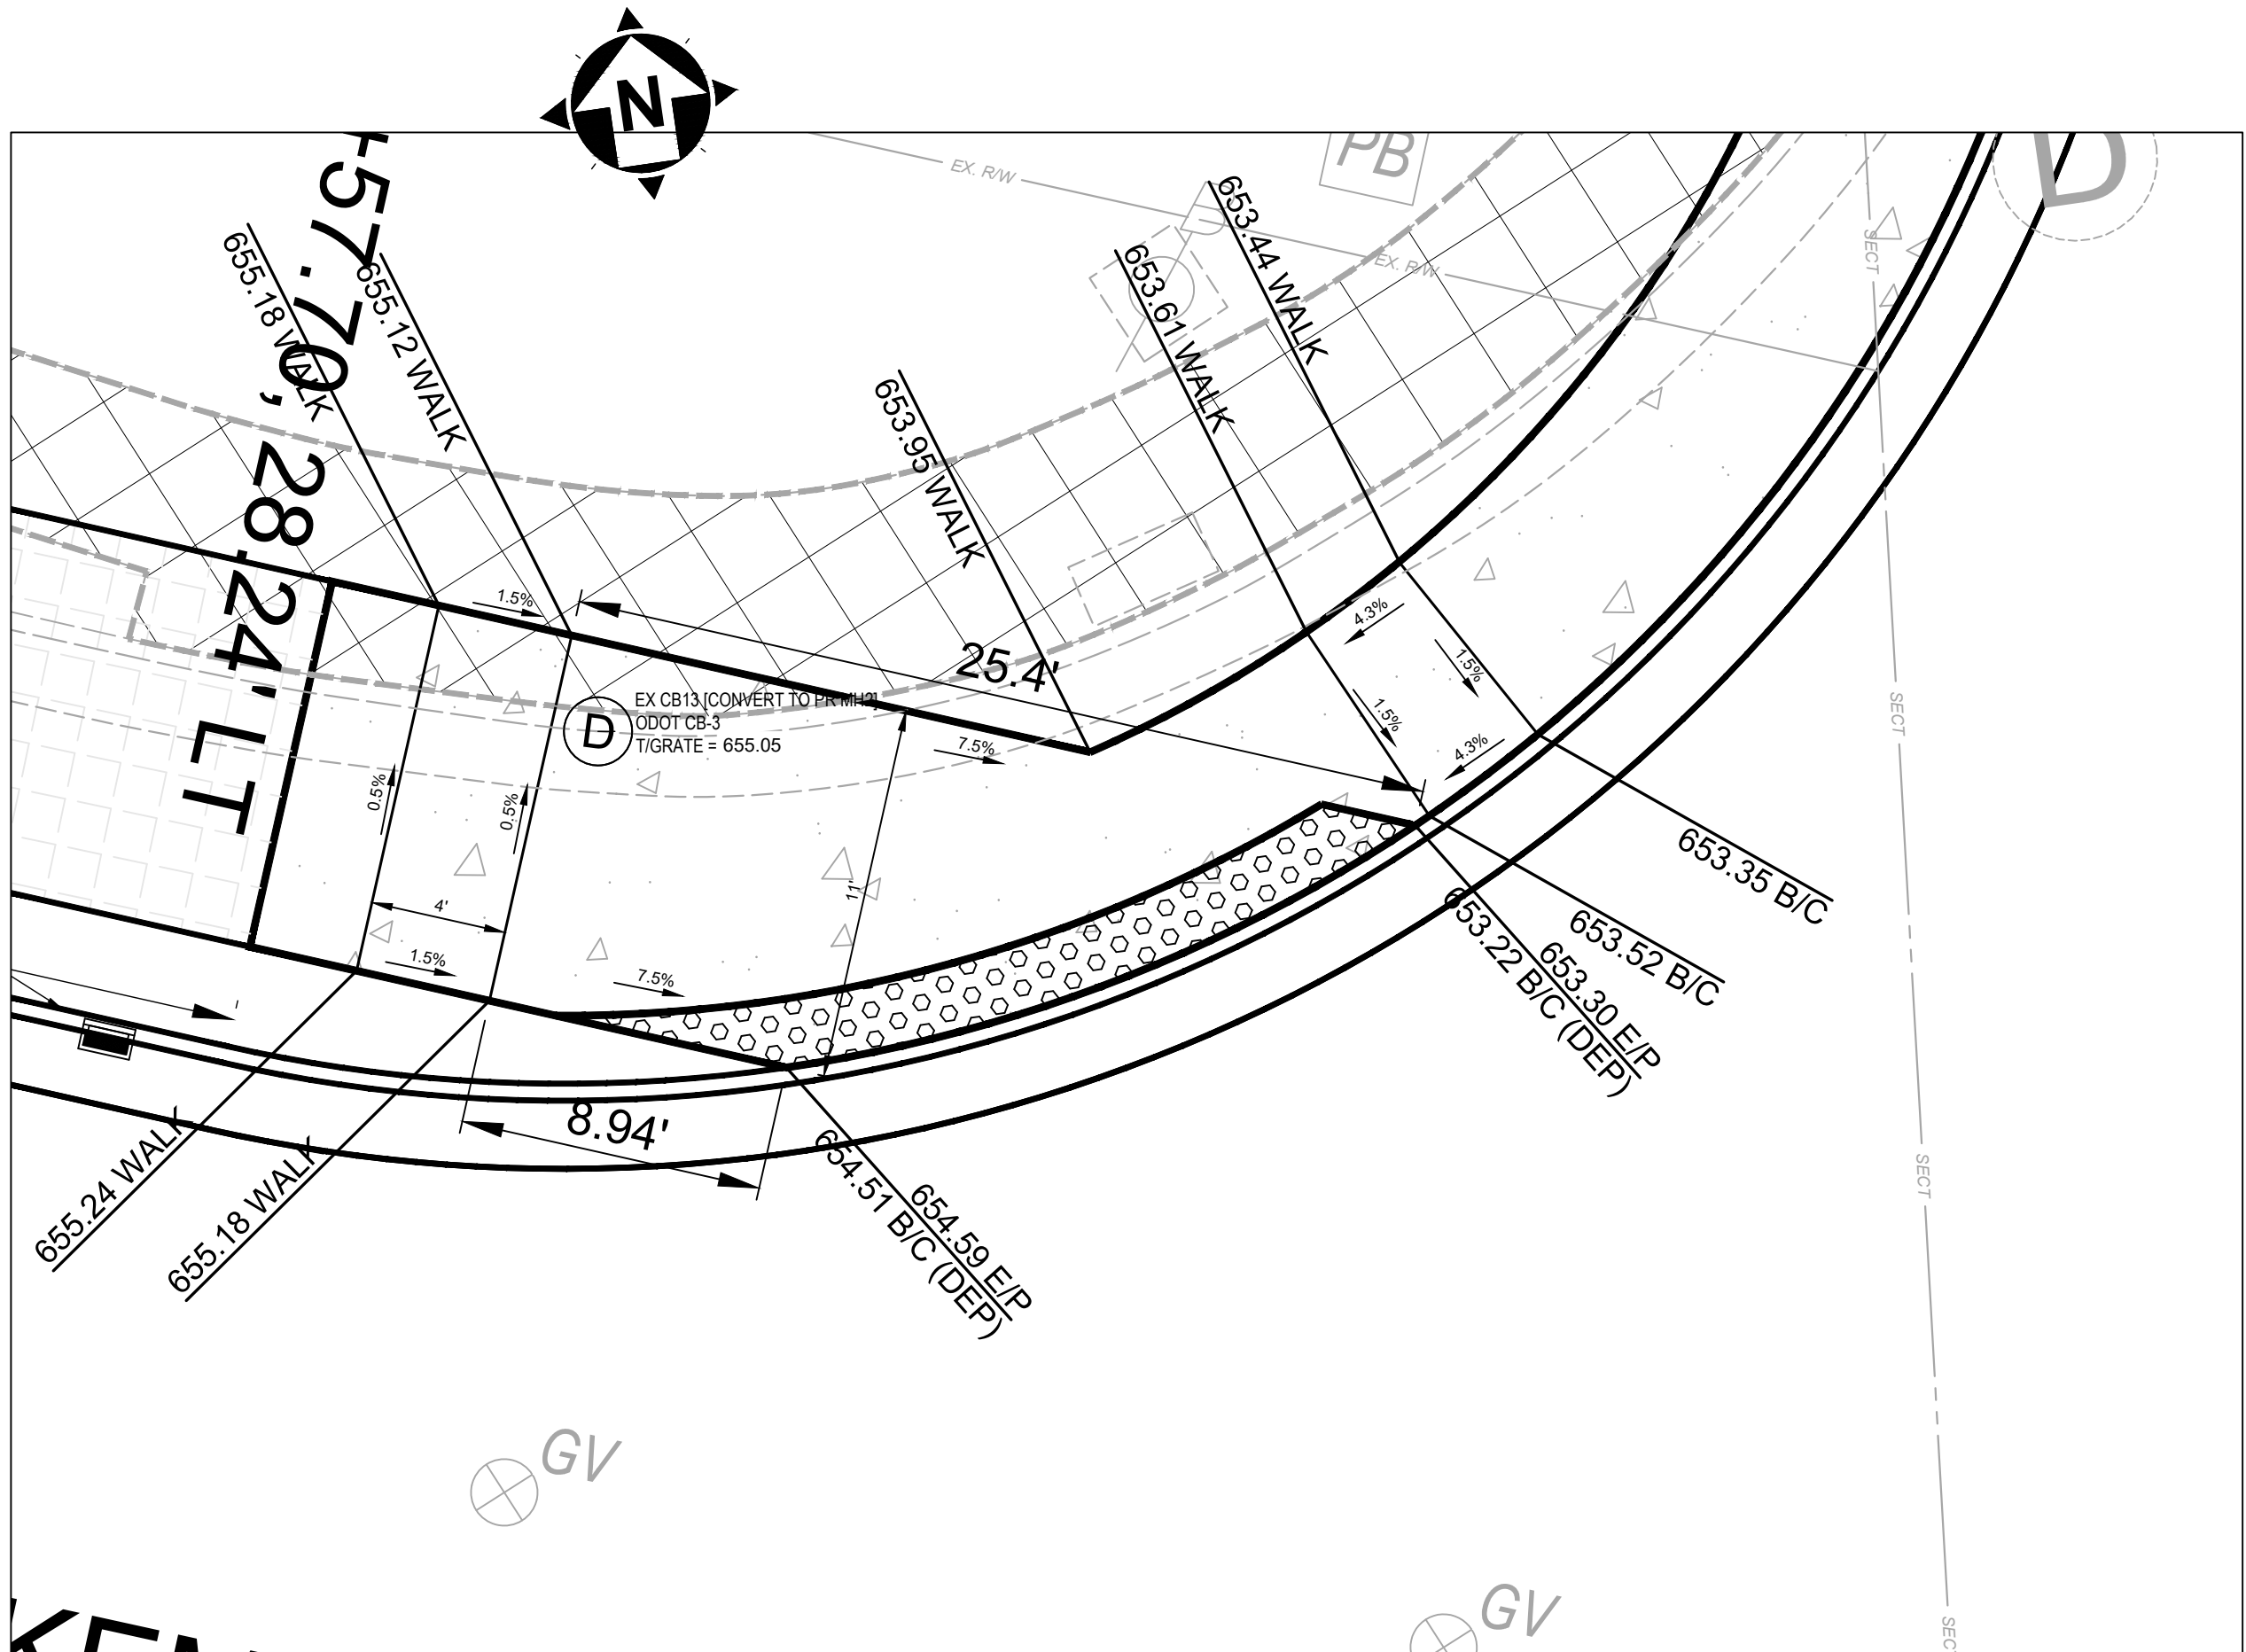 N
+57.70, 28.24' LT
EX. R/W
PB
D
655.18 WALK
655.12 WALK
653.95 WALK
653.61 WALK
653.44 WALK
EX. R/W
SECT
1.5%
25.4'
4.3%
1.5%
1.5%
4.3%
7.5%
D
EX CB13 [CONVERT TO PR MH2]
ODOT CB-3
T/GRATE = 655.05
0.5%
0.5%
11'
4'
1.5%
7.5%
SECT
653.35 B/C
653.52 B/C
653.30 E/P
653.22 B/C (DEP)
8.94'
655.24 WALK
655.18 WALK
654.59 E/P
654.51 B/C (DEP)
SECT
GV
GV
SECT